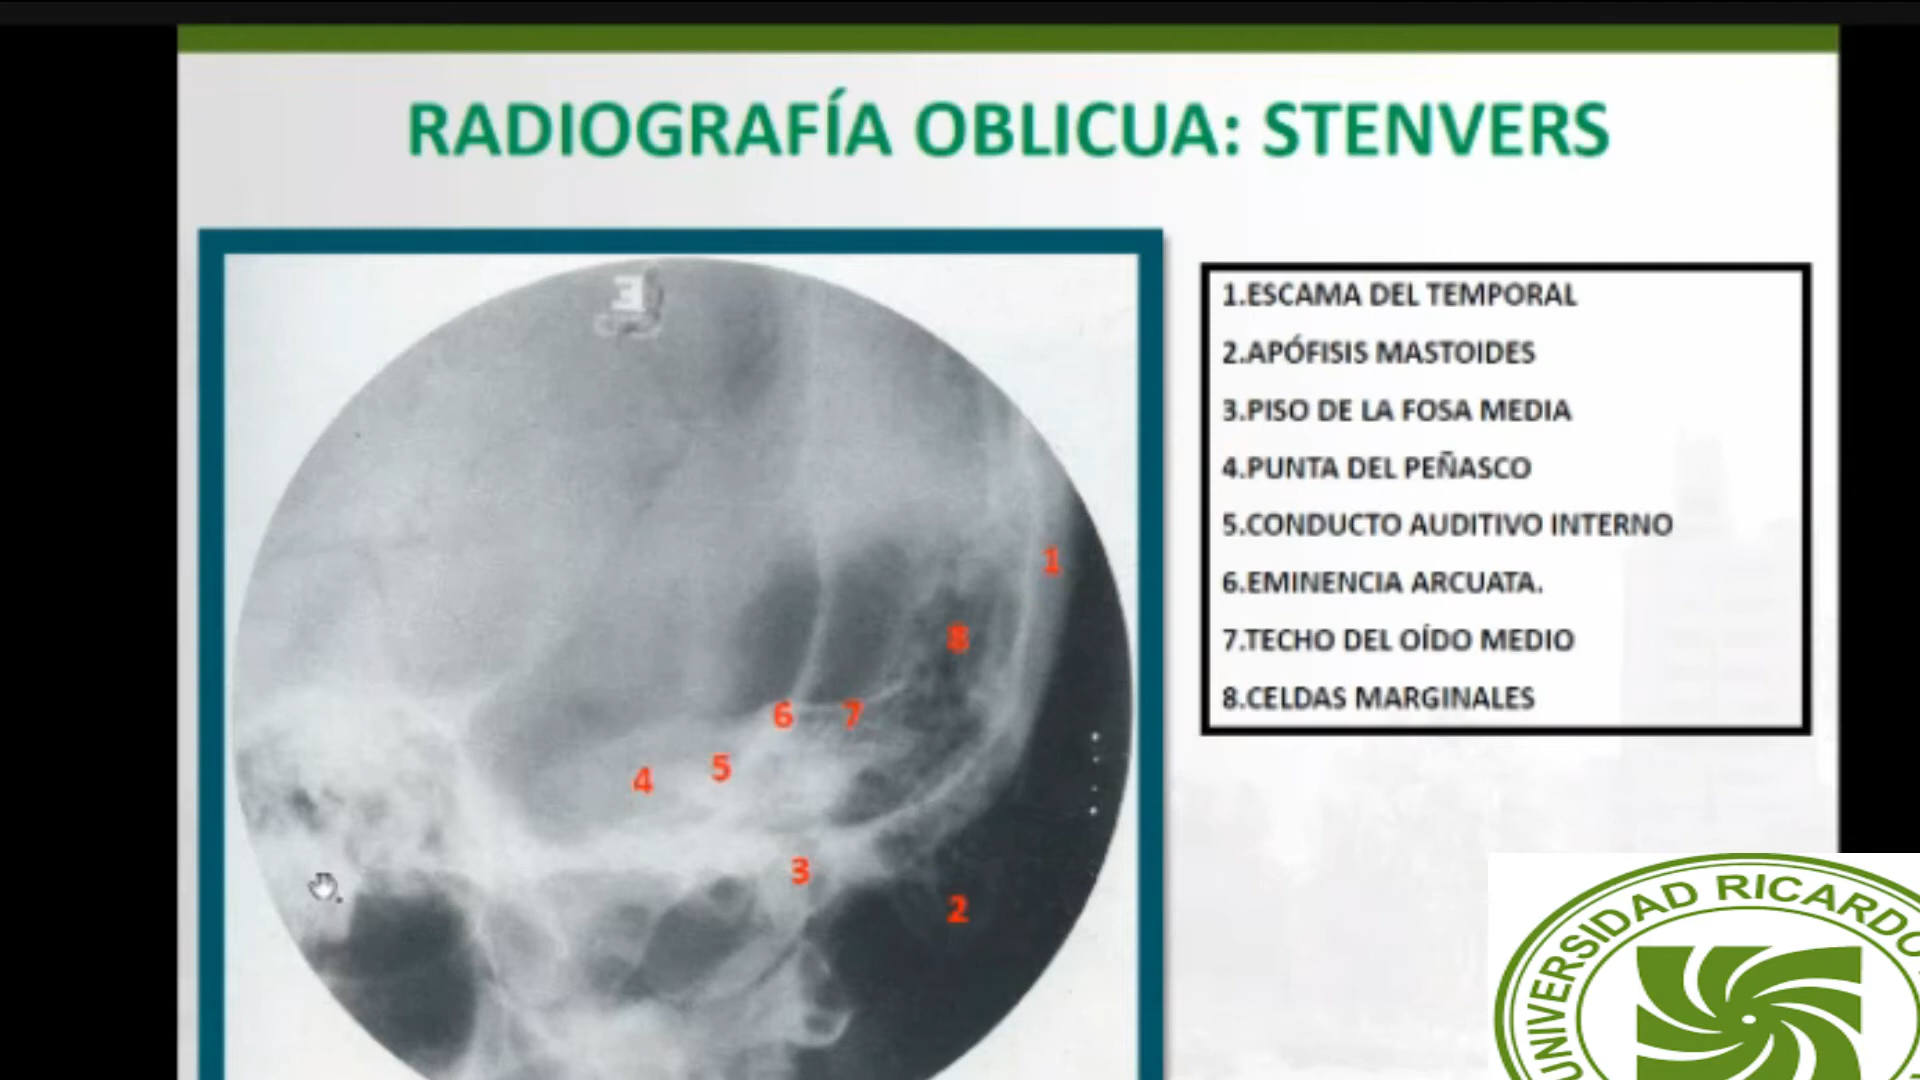 RADIOGRAFÍA OBLICUA: STENVERS
1.ESCAMA DEL TEMPORAL
2.APÓFISIS MASTOIDES
3.PISO DE LA FOSA MEDIA
4.PUNTA DEL PEÑASCO
5.CONDUCTO AUDITIVO INTERNO
6.EMINENCIA ARCUATA.
7.TECHO DEL OÍDO MEDIO
8.CELDAS MARGINALES
1
8
6 7
4 5
3
2
UNIVERSIDAD RICARDO